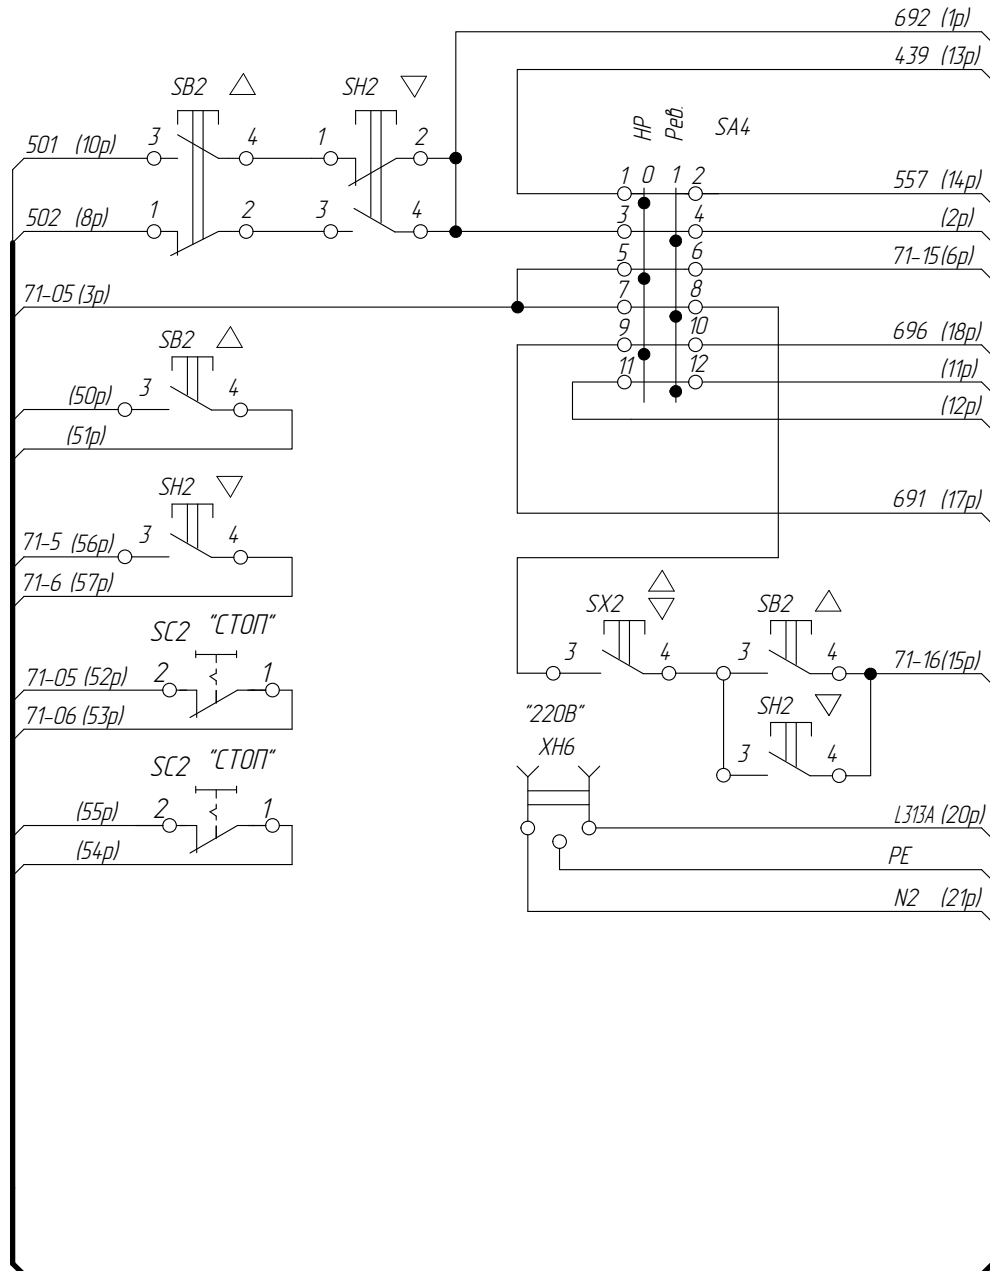 692 (1р)
439 (13р)
SB2
SH2
НР
Рев.
SA4
501 (10р) 3 4 1 2
1 0 1 2 557 (14р)
502 (8р) 1 2 3 4
3 4 (2р)
5 6 71-15(6р)
71-05 (3р)
7 8
9 10 696 (18р)
11 12 (11р)
(12р)
SB2
(50р) 3 4
(51р)
SH2
691 (17р)
71-5 (56р) 3 4
71-6 (57р)
SC2 "СТОП"
71-05 (52р) 2 1
71-06 (53р)
SX2
SB2
3 4 3 4 71-16(15р)
SH2
3 4
"220В"
XH6
SC2 "СТОП"
(55р) 2 1
(54р)
L313A (20р)
PE
N2 (21р)